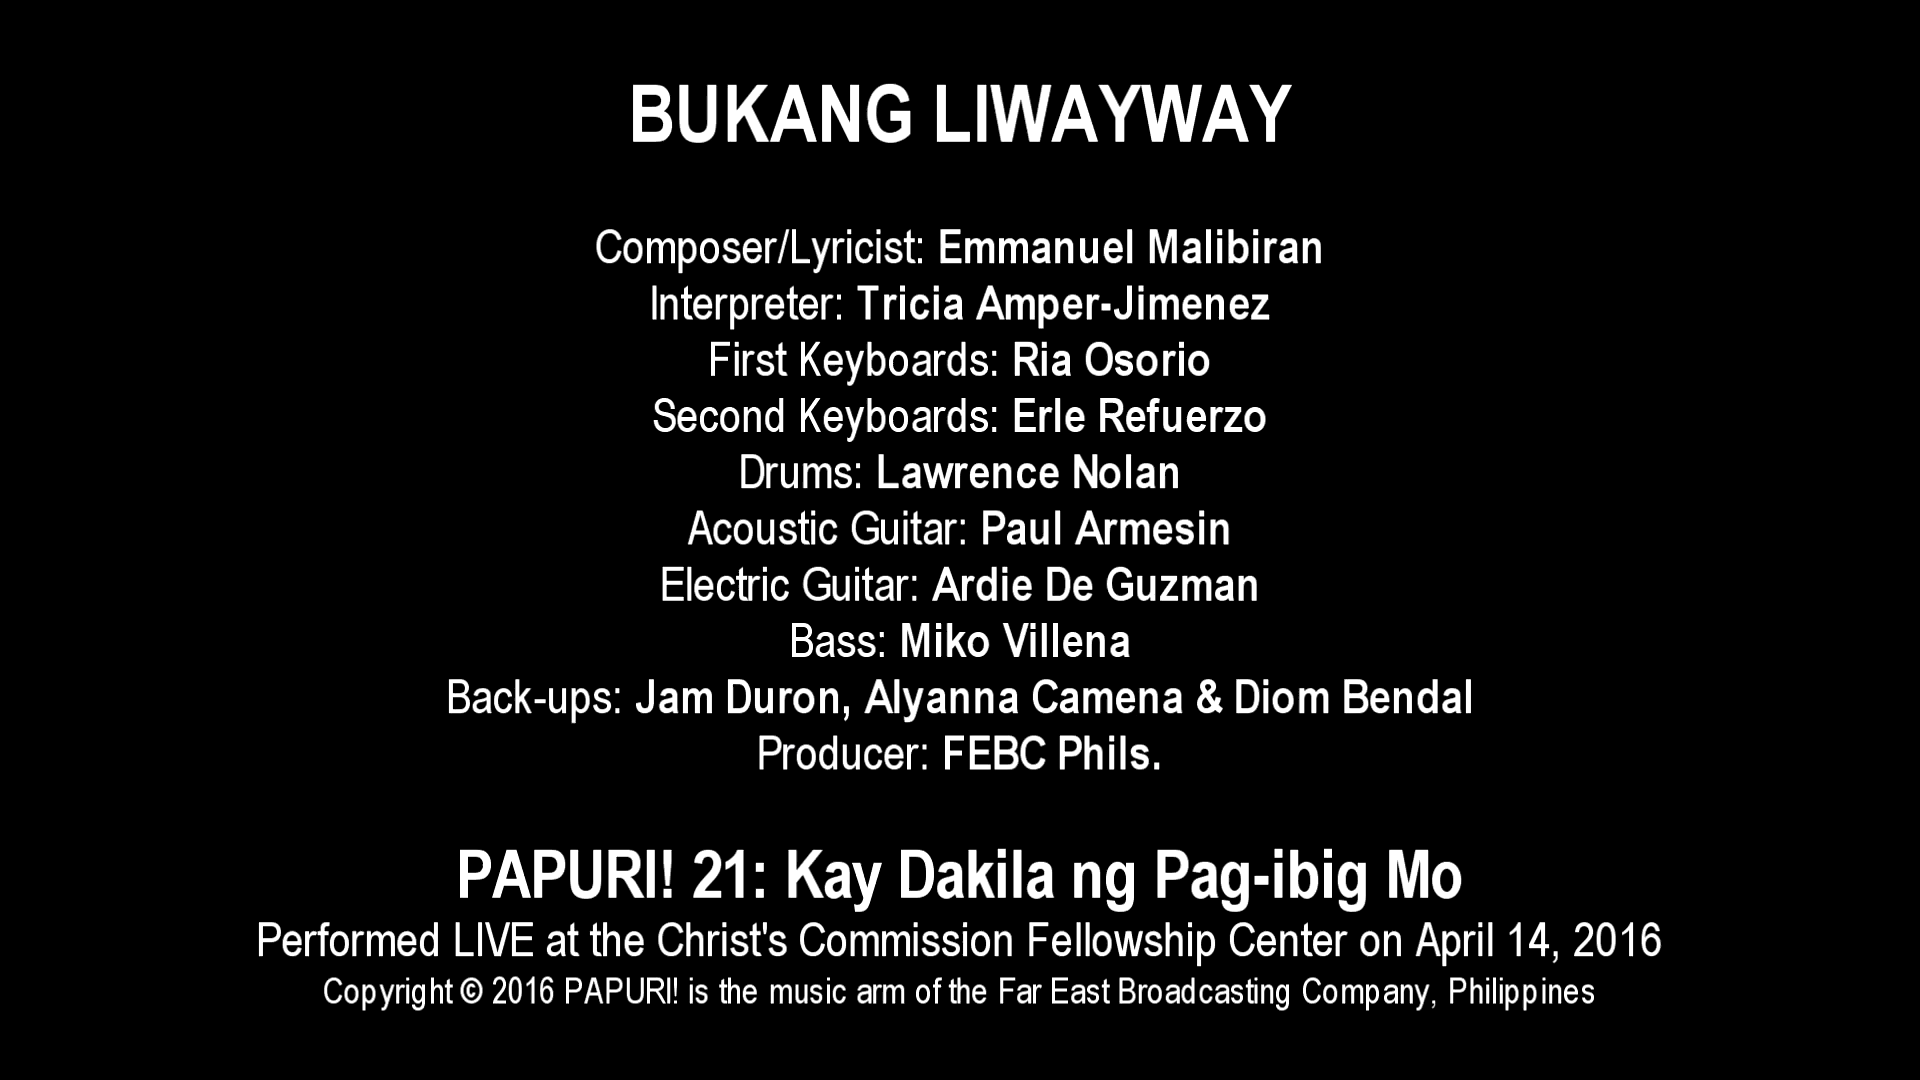 BUKANG LIWAYWAY
Composer/Lyricist: Emmanuel Malibiran
Interpreter: Tricia Amper-Jimenez
First Keyboards: Ria Osorio
Second Keyboards: Erle Refuerzo
Drums: Lawrence Nolan
Acoustic Guitar: Paul Armesin
Electric Guitar: Ardie De Guzman
Bass: Miko Villena
Back-ups: Jam Duron, Alyanna Camena & Diom Bendal
Producer: FEBC Phils.
PAPURI! 21: Kay Dakila ng Pag-ibig Mo
Performed LIVE at the Christ's Commission Fellowship Center on April 14, 2016
Copyright © 2016 PAPURI! is the music arm of the Far East Broadcasting Company, Philippines